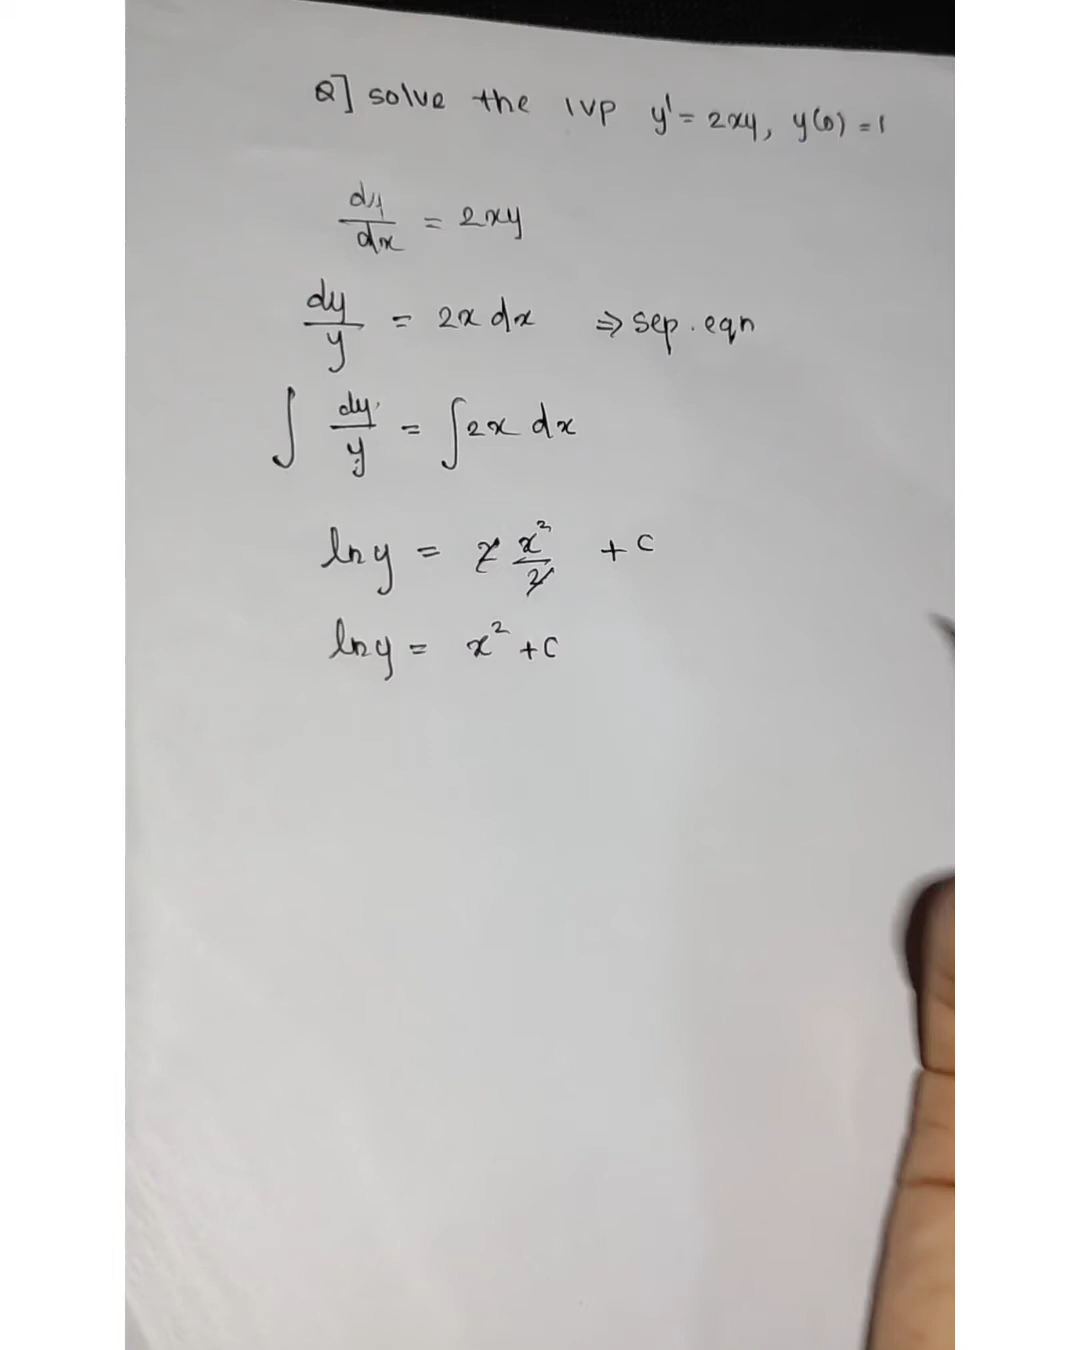 Q] solve the IVP y' = 2xy, y(0) = 1
dy/dx = 2xy
dy/y = 2x dx ⇒ sep. eqn
∫ dy/y = ∫ 2x dx
ln y = 2 x²/2 + c
ln y = x² + c